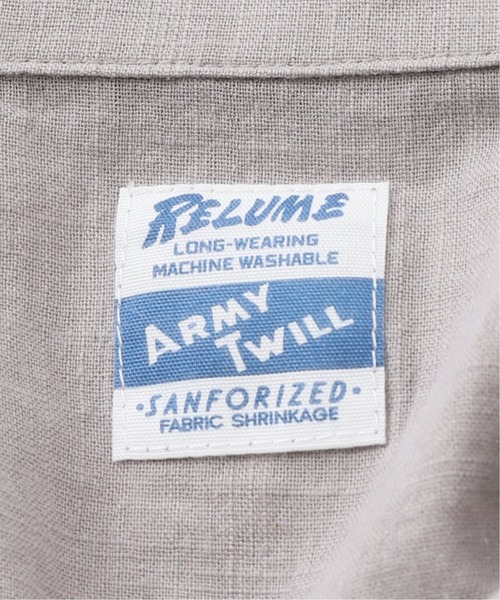 RELUME
LONG-WEARING
MACHINE WASHABLE
ARMY
TWILL
·SANFORIZED·
FABRIC SHRINKAGE